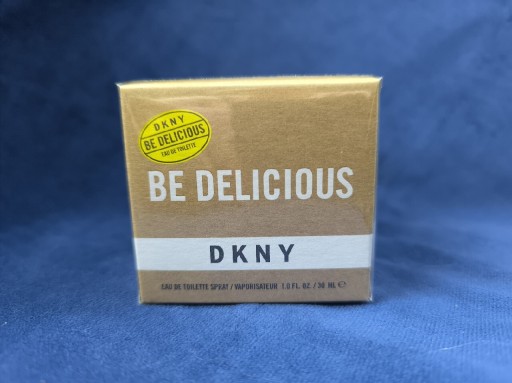 DKNY
BE DELICIOUS
EAU DE TOILETTE
BE DELICIOUS
DKNY
EAU DE TOILETTE SPRAY / VAPORISATEUR 1.0 FL. OZ. / 30 ML ℮